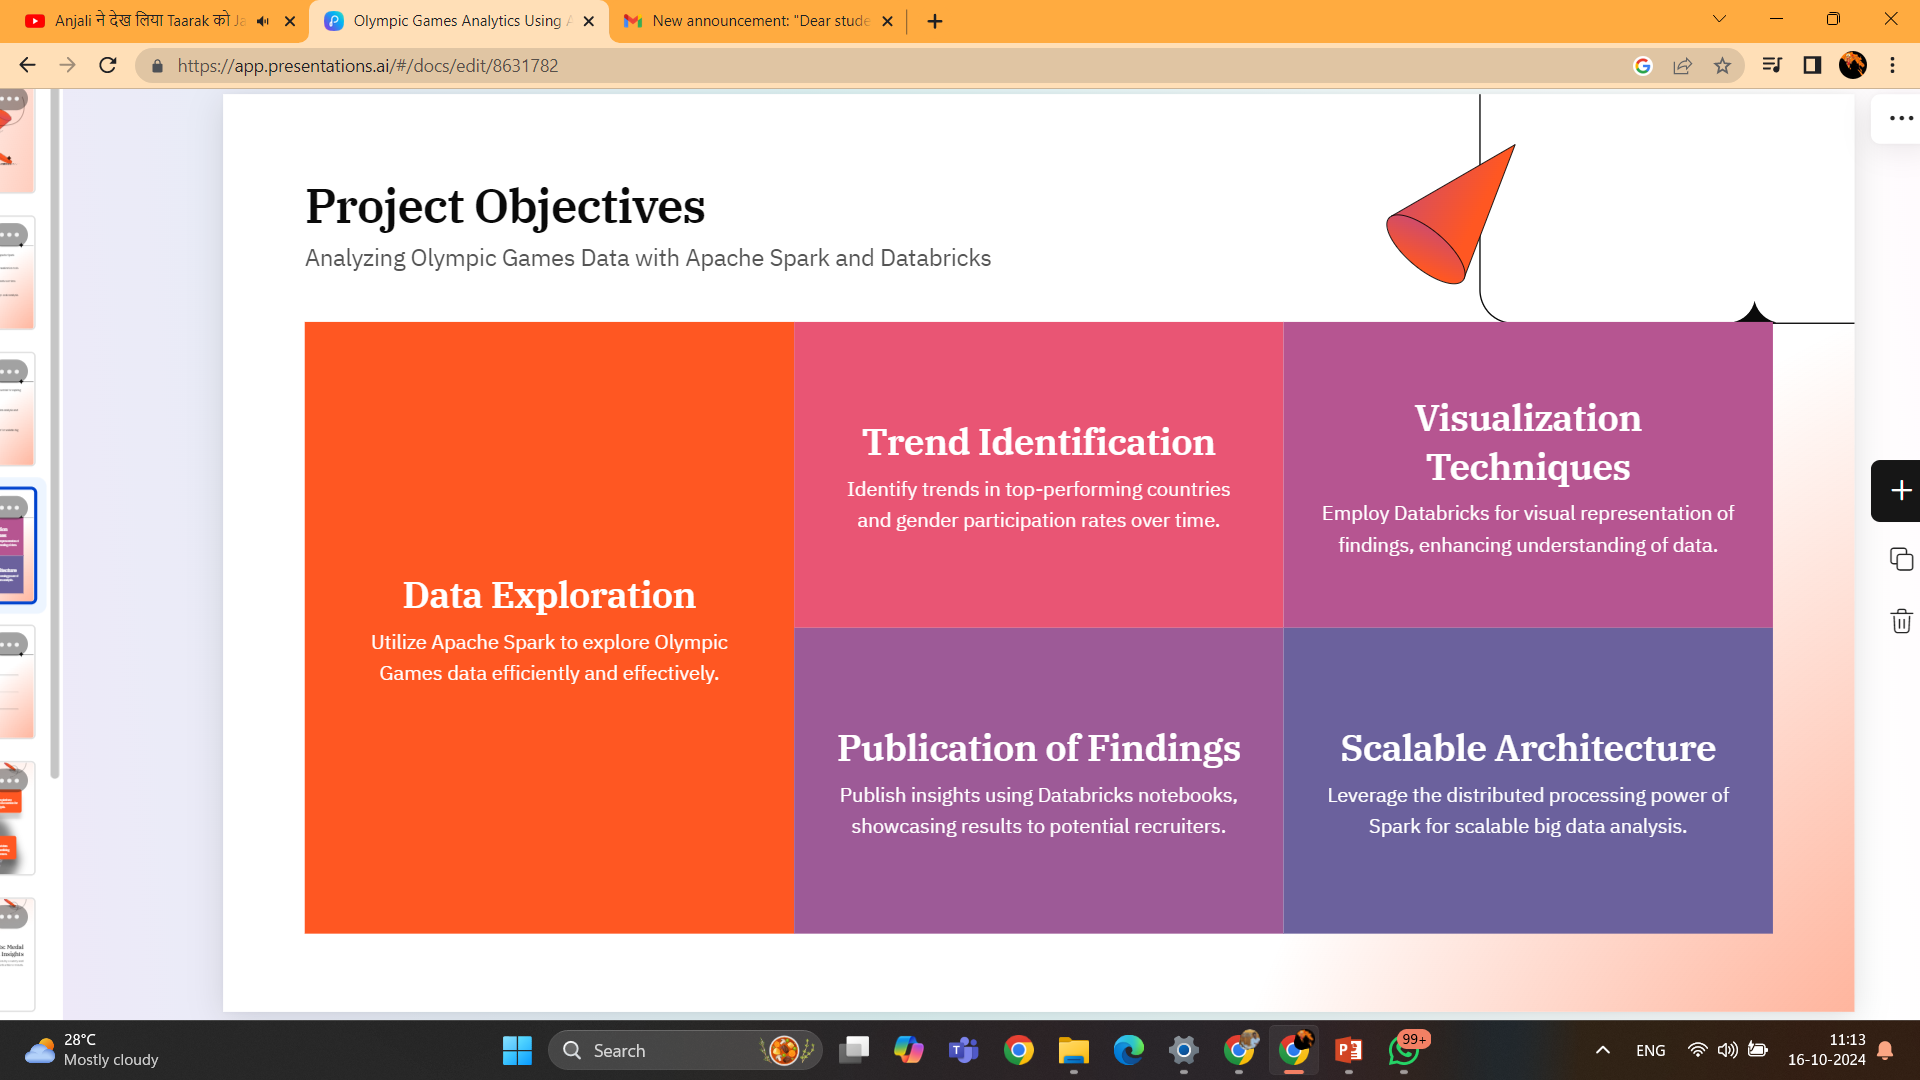 Anjali ने देख लिया Taarak को Ja
Olympic Games Analytics Using A
New announcement: "Dear stude
https://app.presentations.ai/#/docs/edit/8631782
Project Objectives
Analyzing Olympic Games Data with Apache Spark and Databricks
Data Exploration
Utilize Apache Spark to explore Olympic
Games data efficiently and effectively.
Trend Identification
Identify trends in top-performing countries
and gender participation rates over time.
Visualization
Techniques
Employ Databricks for visual representation of
findings, enhancing understanding of data.
Publication of Findings
Publish insights using Databricks notebooks,
showcasing results to potential recruiters.
Scalable Architecture
Leverage the distributed processing power of
Spark for scalable big data analysis.
Medal
Insights
28°C
Mostly cloudy
Search
99+
ENG
11:13
16-10-2024